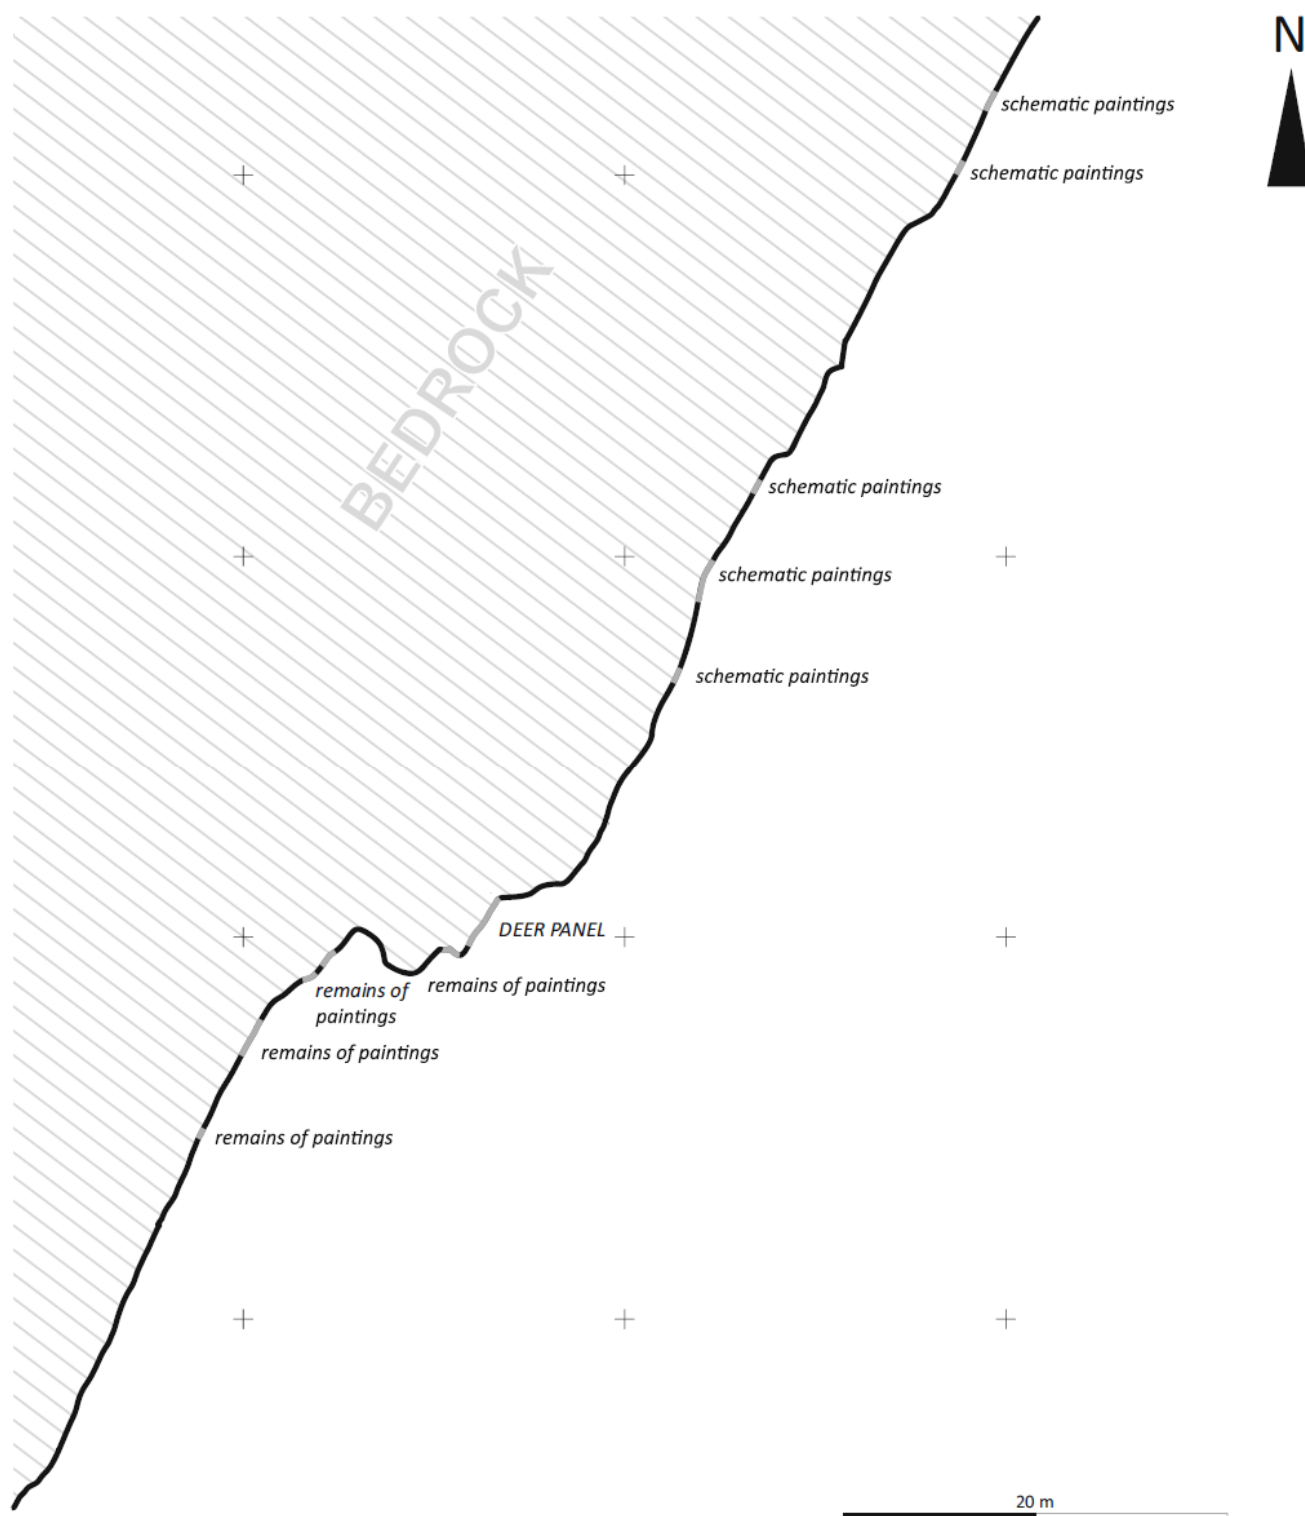 N
schematic paintings
schematic paintings
BEDROCK
schematic paintings
schematic paintings
schematic paintings
DEER PANEL
remains of paintings
remains of
paintings
remains of paintings
remains of paintings
20 m